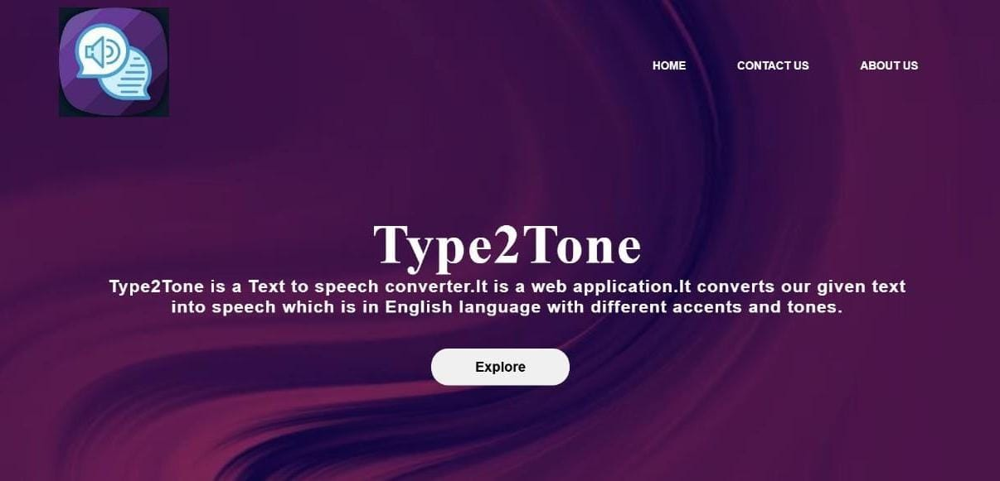 HOME CONTACT US ABOUT US
Type2Tone
Type2Tone is a Text to speech converter.It is a web application.It converts our given text
into speech which is in English language with different accents and tones.
Explore